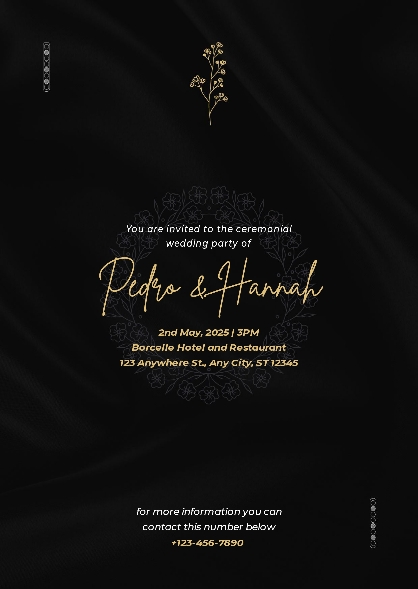 You are invited to the ceremonial
wedding party of
Pedro & Hannah
2nd May, 2025 | 3PM
Borcelle Hotel and Restaurant
123 Anywhere St., Any City, ST 12345
for more information you can
contact this number below
+123-456-7890